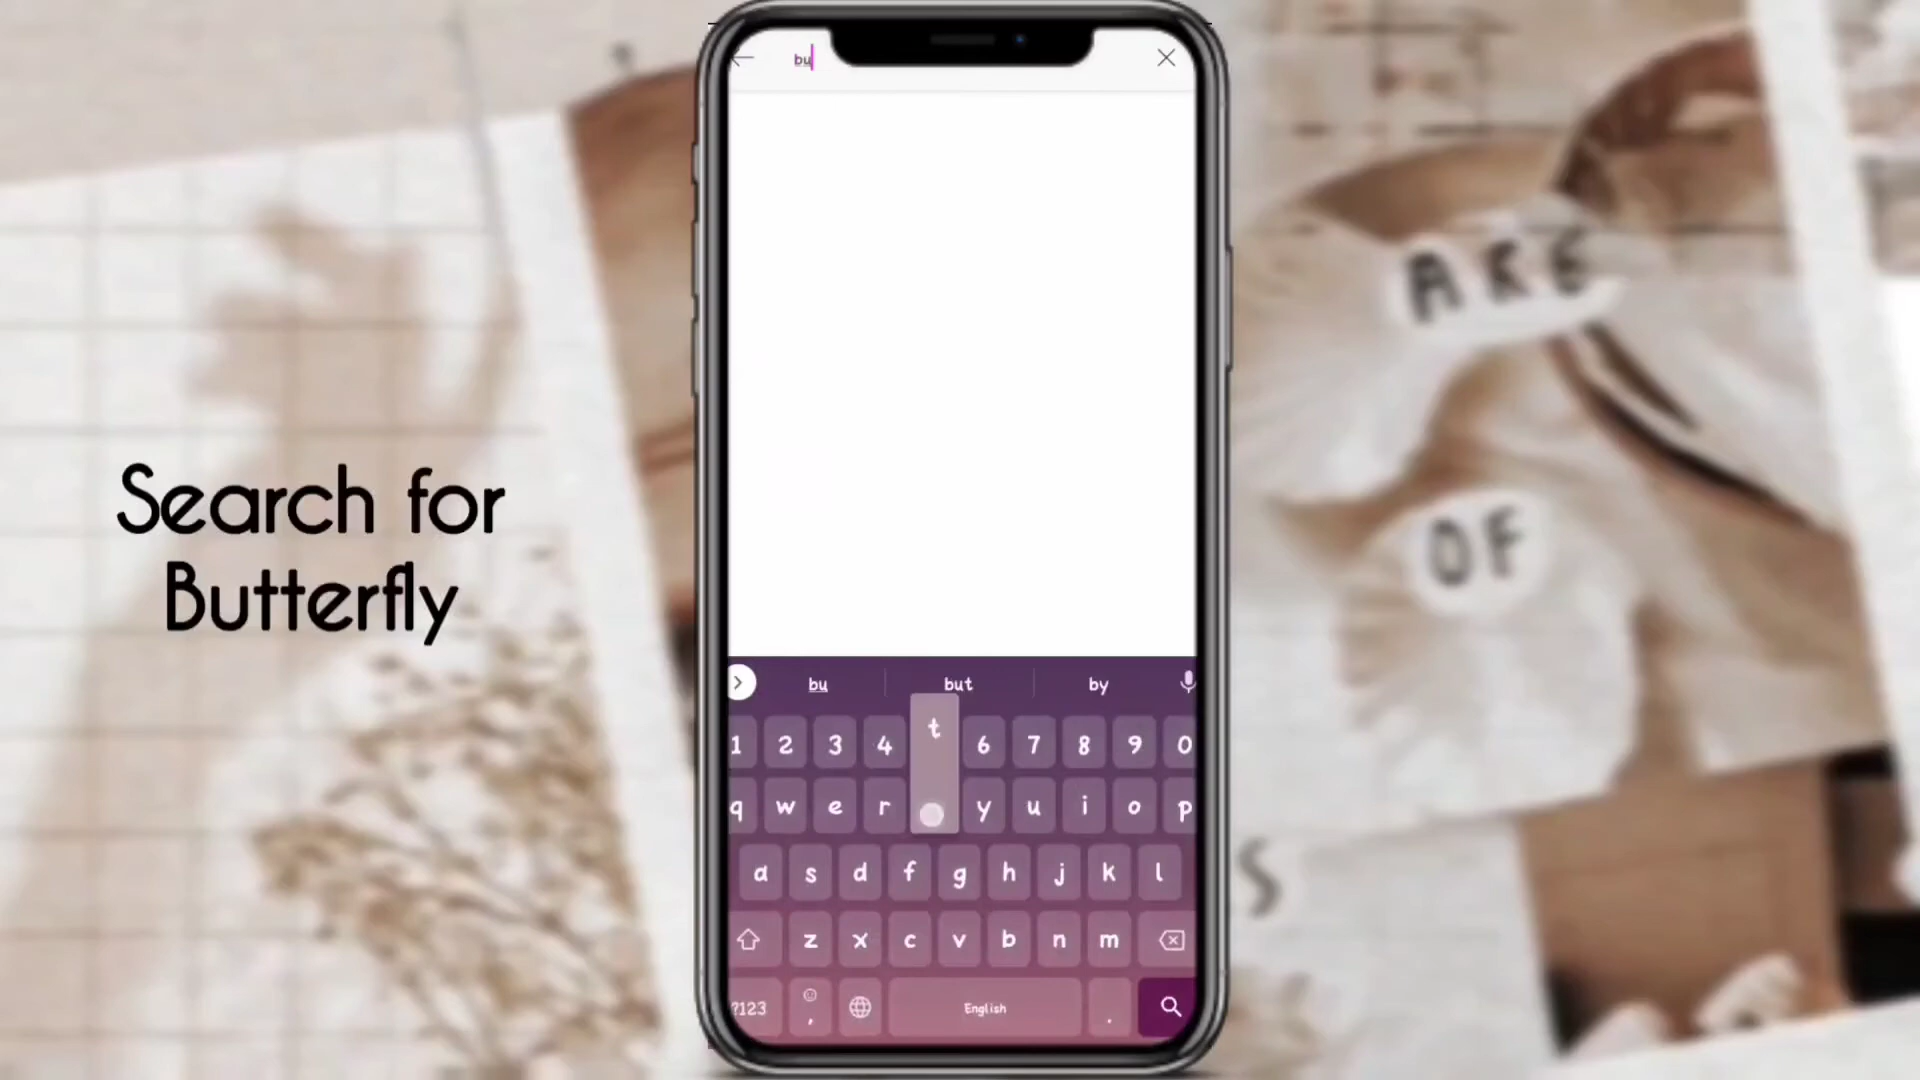 bu
Search for
Butterfly
ARE
OF
S
bu but by
t
1 2 3 4 6 7 8 9 0
q w e r y u i o p
a s d f g h j k l
z x c v b n m
?123 , English .